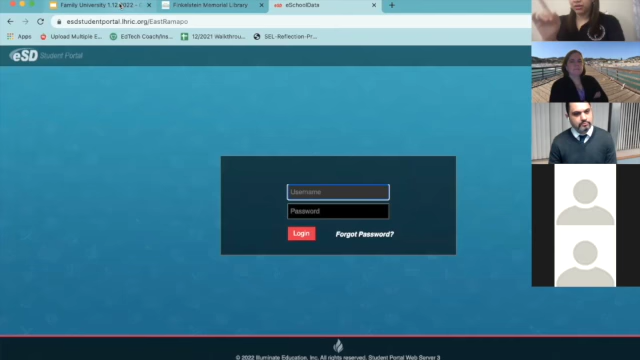 Family University 1.12.2022 –
Finkelstein Memorial Library
eSchoolData
esdstudentportal.lhric.org/EastRamapo
Upload Multiple E...
EdTech Coach/Ins...
12/2021 Walkthrou...
SEL-Reflection-Pr...
eSD Student Portal
Username
Password
Login
Forgot Password?
© 2022 Illuminate Education, Inc. All rights reserved. Student Portal Web Server 3